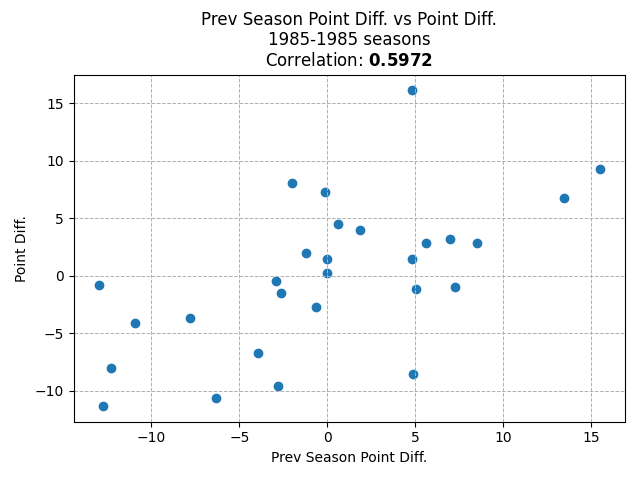 Prev Season Point Diff. vs Point Diff.
1985-1985 seasons
Correlation: 0.5972
15
10
5
0
−5
−10
Point Diff.
−10 −5 0 5 10 15
Prev Season Point Diff.